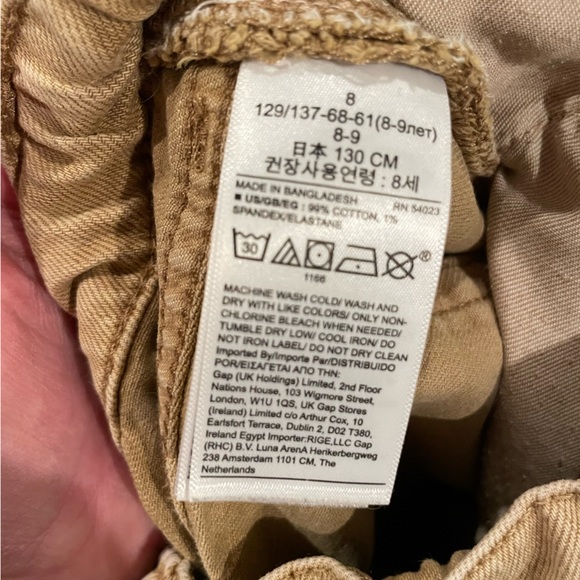 8
129/137-68-61(8-9лет)
8-9
日本 130 CM
권장사용연령 : 8세
MADE IN BANGLADESH RN 54023
■ US/GB/EG : 99% COTTON, 1%
SPANDEX/ELASTANE
30 ®
1166
MACHINE WASH COLD/ WASH AND
DRY WITH LIKE COLORS/ ONLY NON-
CHLORINE BLEACH WHEN NEEDED/
TUMBLE DRY LOW/ COOL IRON/ DO
NOT IRON LABEL/ DO NOT DRY CLEAN
Imported By/Importe Par/DISTRIBUIDO
POR/ΕΙΣΑΓΕΤΑΙ ΑΠΟ ΤΗΝ:
Gap (UK Holdings) Limited, 2nd Floor
Nations House, 103 Wigmore Street,
London, W1U 1QS, UK Gap Stores
(Ireland) Limited c/o Arthur Cox, 10
Earlsfort Terrace, Dublin 2, D02 T380,
Ireland Egypt Importer:RIGE,LLC Gap
(RHC) B.V. Luna ArenA Herikerbergweg
238 Amsterdam 1101 CM, The
Netherlands